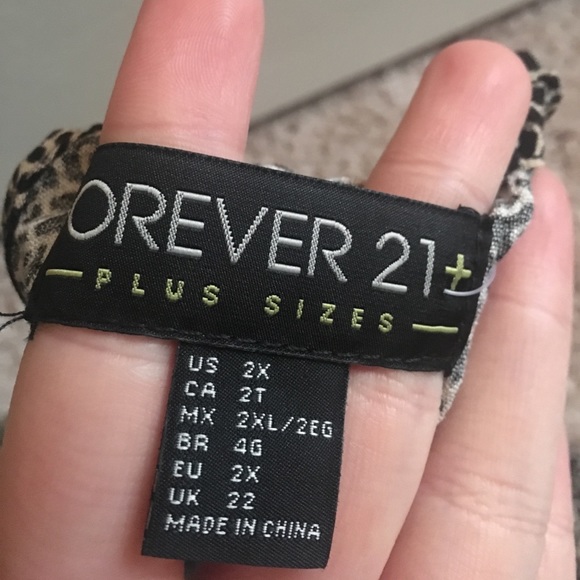 OREVER 21+
PLUS SIZES
US 2X
CA 2T
MX 2XL/2EG
BR 4G
EU 2X
UK 22
MADE IN CHINA